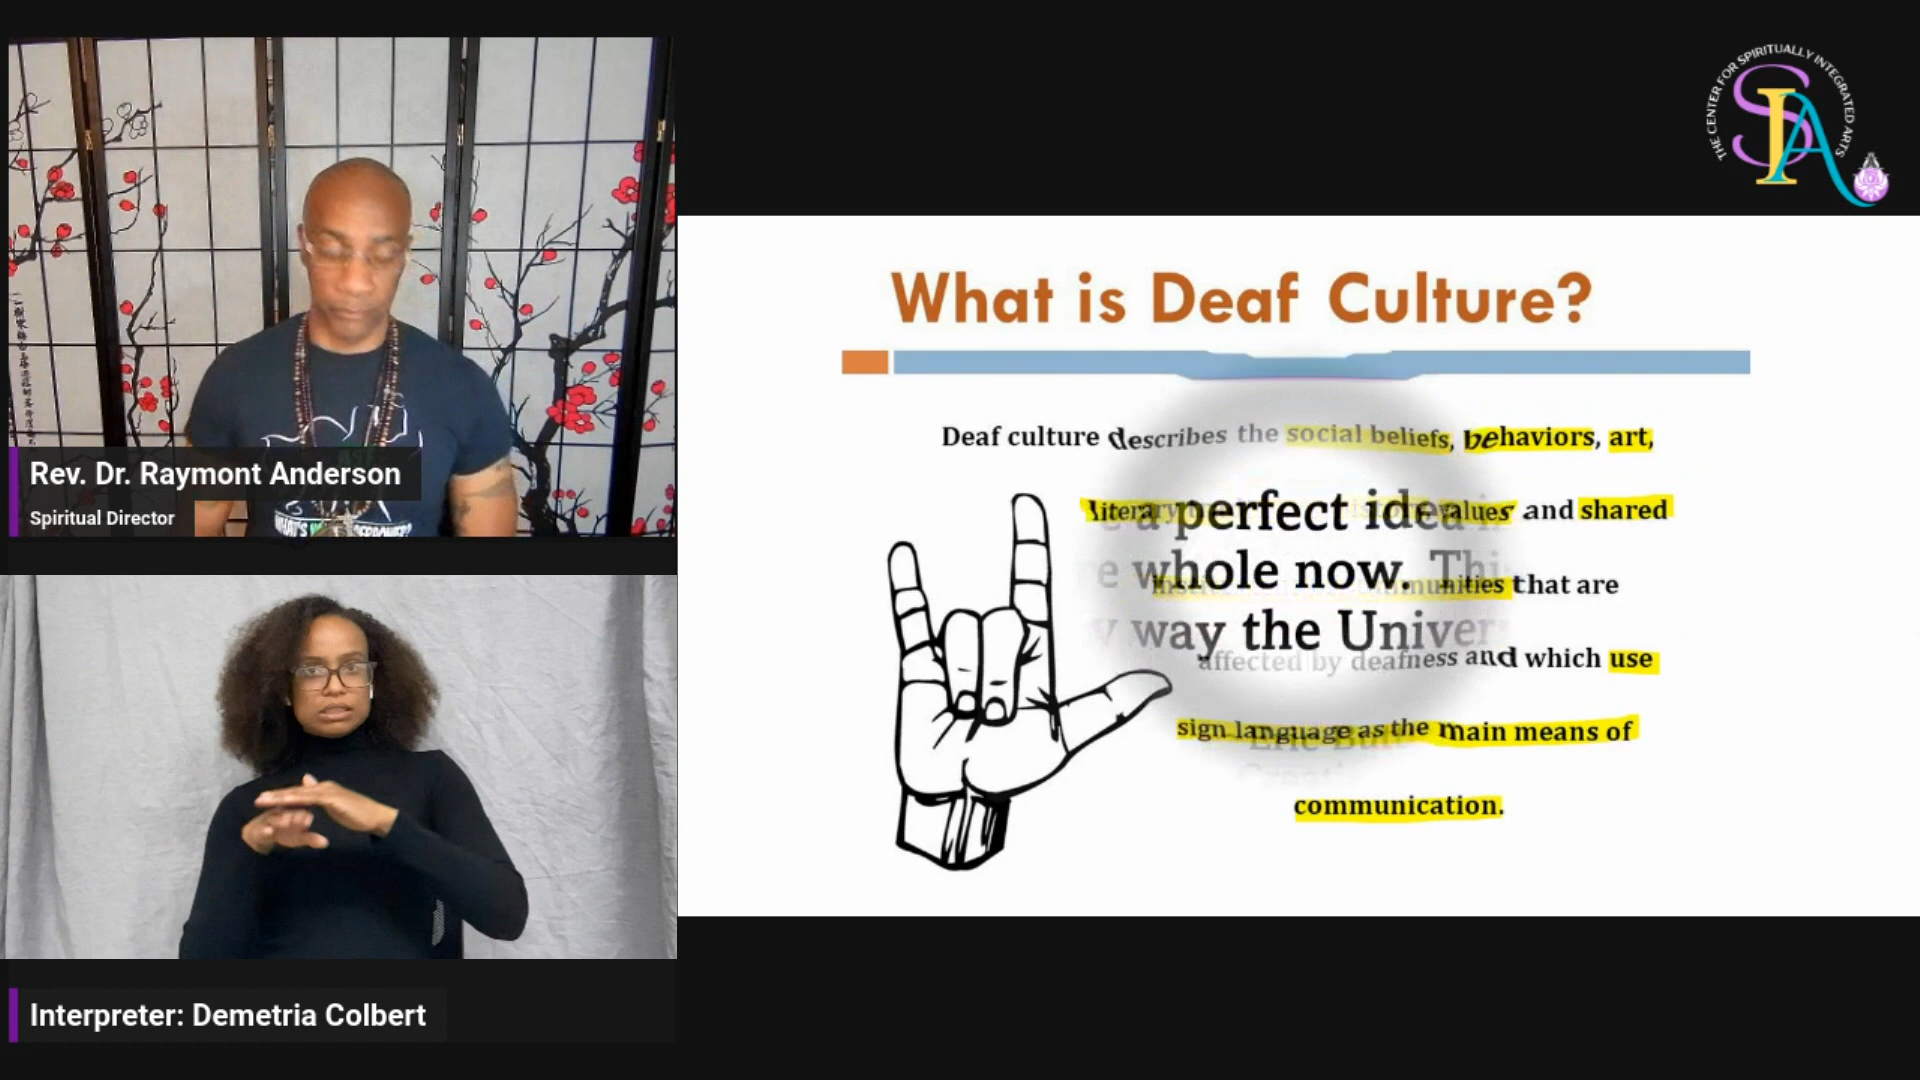 THE CENTER FOR SPIRITUALLY INTEGRATED ARTS
SIA
Rev. Dr. Raymont Anderson
Spiritual Director
Interpreter: Demetria Colbert
What is Deaf Culture?
Deaf culture describes the social beliefs, behaviors, art,
literary values and shared
a perfect idea
that are
whole now.
way the
affected by deafness and which use
sign language as the main means of
communication.